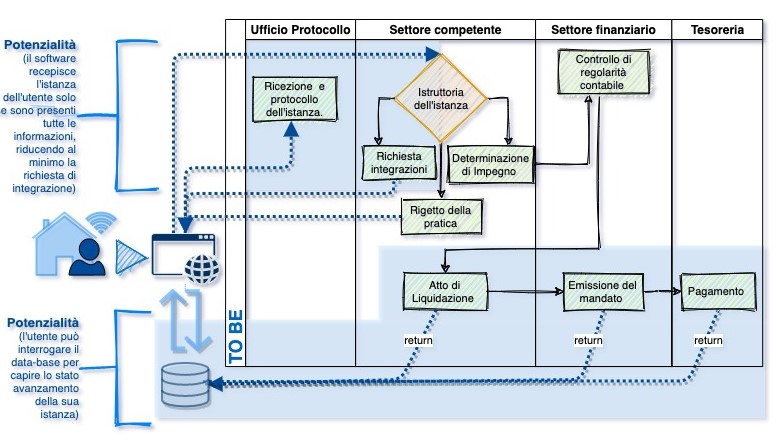 Ufficio Protocollo
Settore competente
Settore finanziario
Tesoreria
Potenzialità
(il software
recepisce
l'istanza
dell'utente solo
e sono presenti
tutte le
informazioni,
riducendo al
minimo la
richiesta di
integrazione)
Ricezione e
protocollo
dell'istanza.
Istruttoria
dell'istanza
Controllo di
regolarità
contabile
Richiesta
integrazioni
Determinazione
di Impegno
Rigetto della
pratica
Atto di
Liquidazione
Emissione del
mandato
Pagamento
TO BE
return
return
return
Potenzialità
(l'utente può
interrogare il
data-base per
capire lo stato
avanzamento
della sua
istanza)